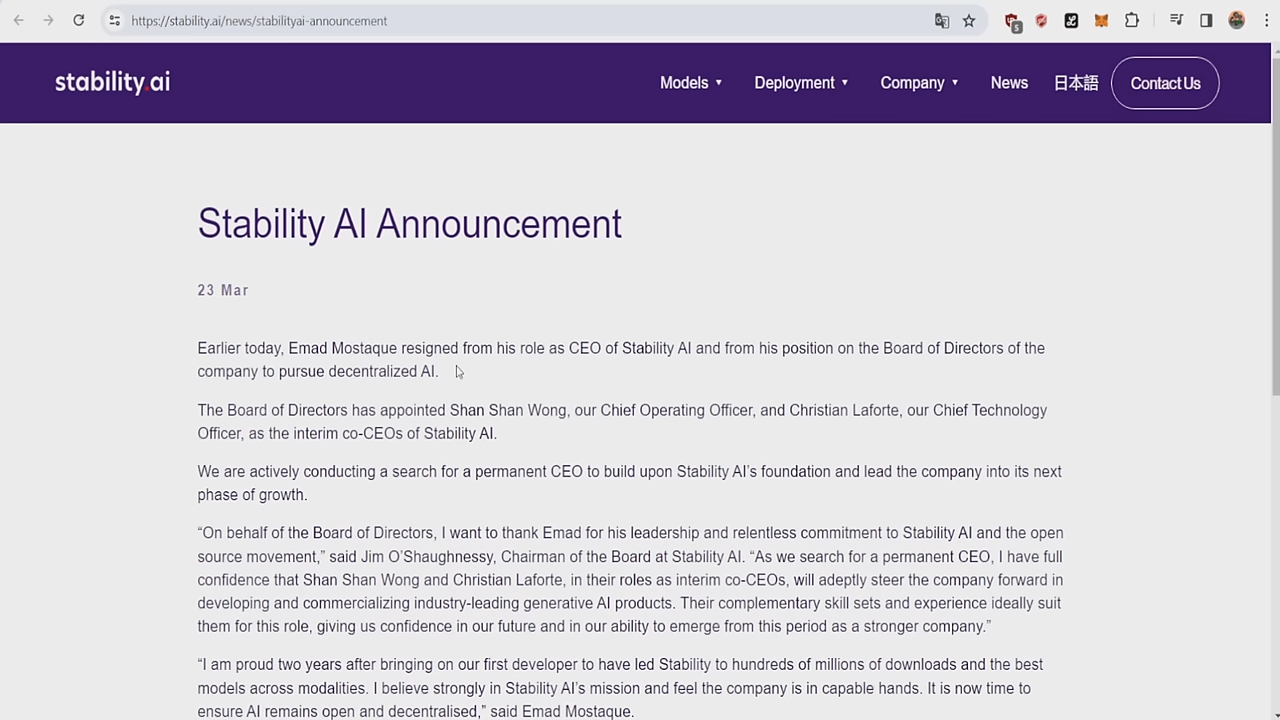 https://stability.ai/news/stabilityai-announcement
5
stability.ai
Models ▼ Deployment ▼ Company ▼ News 日本語 Contact Us
Stability AI Announcement
23 Mar
Earlier today, Emad Mostaque resigned from his role as CEO of Stability AI and from his position on the Board of Directors of the
company to pursue decentralized AI.
The Board of Directors has appointed Shan Shan Wong, our Chief Operating Officer, and Christian Laforte, our Chief Technology
Officer, as the interim co-CEOs of Stability AI.
We are actively conducting a search for a permanent CEO to build upon Stability AI’s foundation and lead the company into its next
phase of growth.
“On behalf of the Board of Directors, I want to thank Emad for his leadership and relentless commitment to Stability AI and the open
source movement,” said Jim O’Shaughnessy, Chairman of the Board at Stability AI. “As we search for a permanent CEO, I have full
confidence that Shan Shan Wong and Christian Laforte, in their roles as interim co-CEOs, will adeptly steer the company forward in
developing and commercializing industry-leading generative AI products. Their complementary skill sets and experience ideally suit
them for this role, giving us confidence in our future and in our ability to emerge from this period as a stronger company.”
“I am proud two years after bringing on our first developer to have led Stability to hundreds of millions of downloads and the best
models across modalities. I believe strongly in Stability AI’s mission and feel the company is in capable hands. It is now time to
ensure AI remains open and decentralised,” said Emad Mostaque.